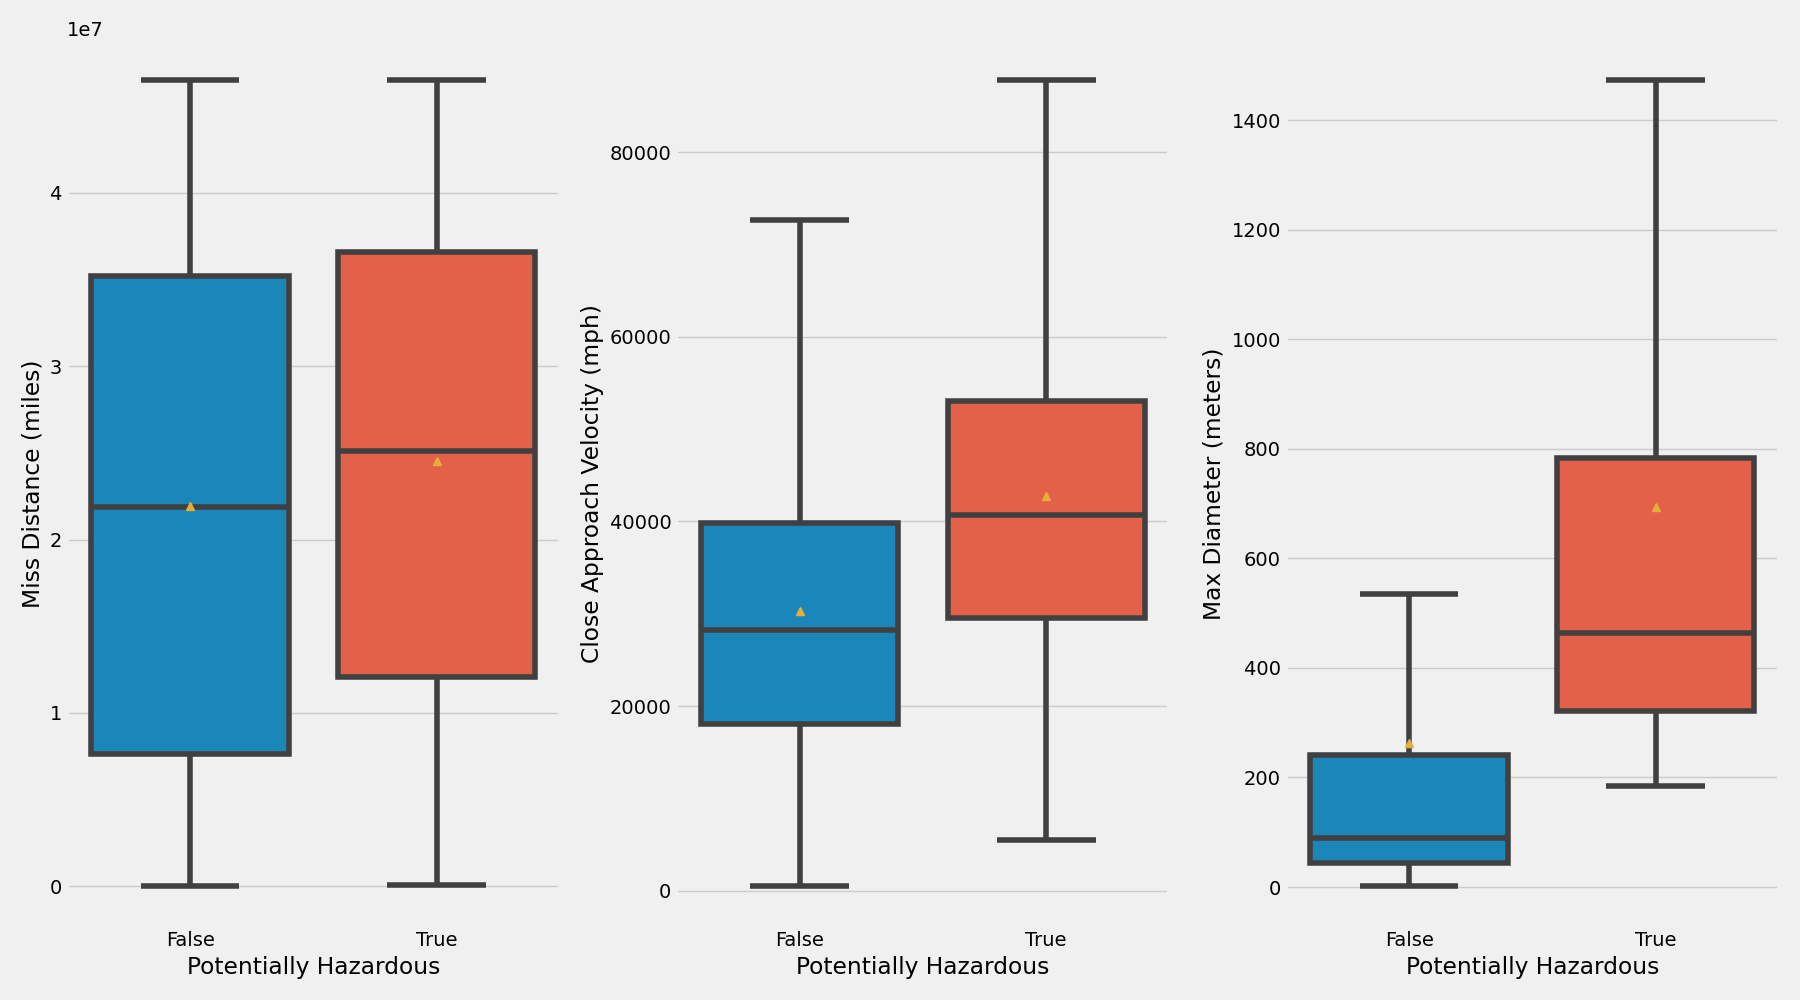 1e7
4
3
2
1
0
Miss Distance (miles)
False
True
Potentially Hazardous
80000
60000
40000
20000
0
Close Approach Velocity (mph)
False
True
Potentially Hazardous
1400
1200
1000
800
600
400
200
0
Max Diameter (meters)
False
True
Potentially Hazardous